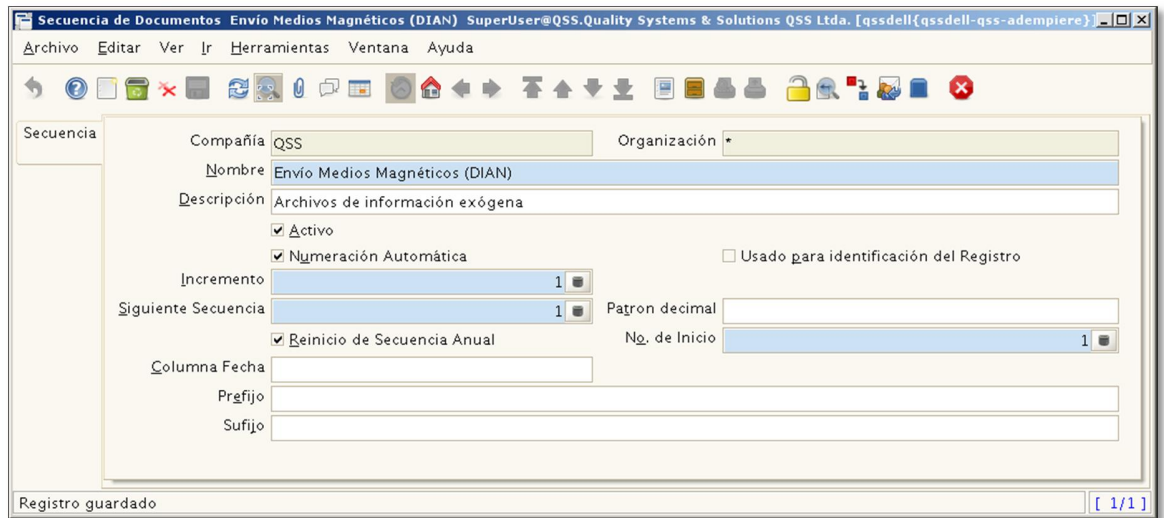 Secuencia de Documentos Envío Medios Magnéticos (DIAN) SuperUser@QSS.Quality Systems & Solutions QSS Ltda. [qssdell{qssdell-qss-adempiere}]
Archivo Editar Ver Ir Herramientas Ventana Ayuda
Secuencia
Compañía QSS Organización *
Nombre Envío Medios Magnéticos (DIAN)
Descripción Archivos de información exógena
Activo
Numeración Automática Usado para identificación del Registro
Incremento 1
Siguiente Secuencia 1 Patron decimal
Reinicio de Secuencia Anual No. de Inicio 1
Columna Fecha
Prefijo
Sufijo
Registro guardado [ 1/1 ]